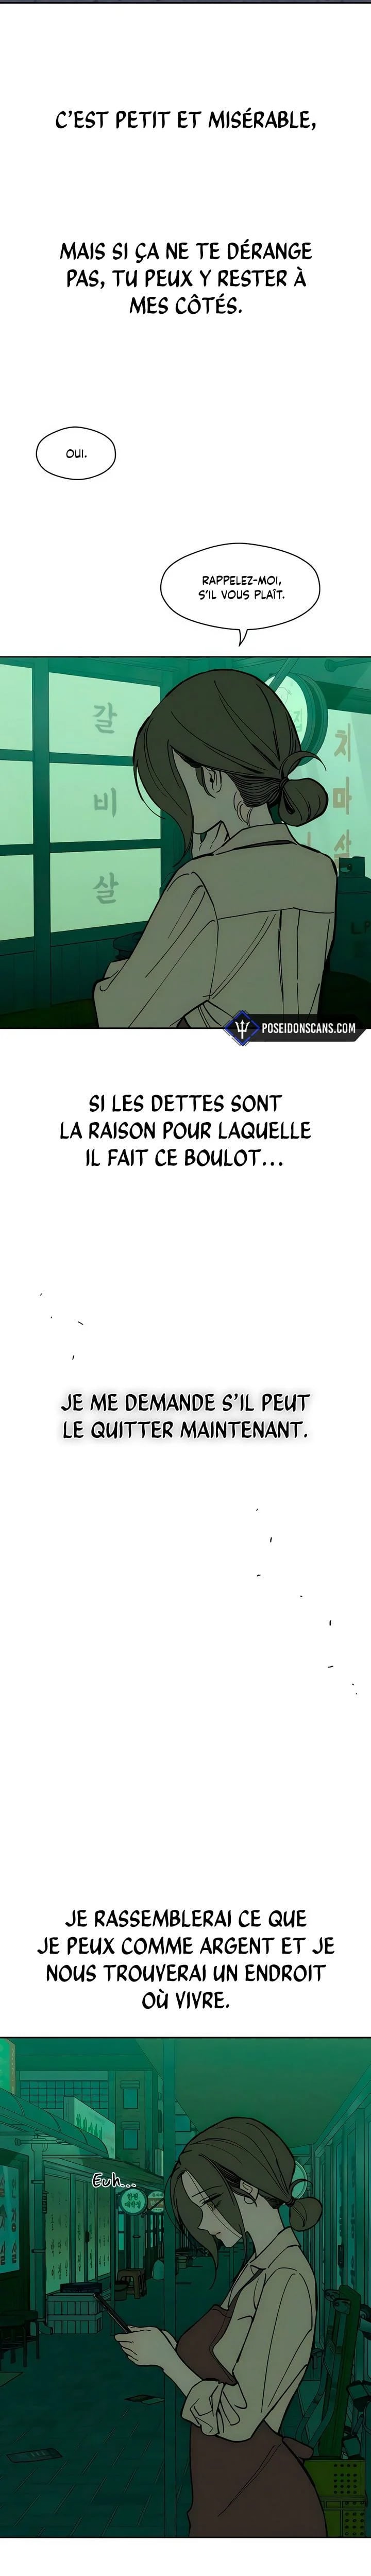 C'EST PETIT ET MISÉRABLE,
MAIS SI ÇA NE TE DÉRANGE
PAS, TU PEUX Y RESTER À
MES CÔTÉS.
OUI.
RAPPELEZ-MOI,
S'IL VOUS PLAÎT.
갈
비
살
치
마
살
POSEIDONSCANS.COM
SI LES DETTES SONT
LA RAISON POUR LAQUELLE
IL FAIT CE BOULOT...
JE ME DEMANDE S'IL PEUT
LE QUITTER MAINTENANT.
JE RASSEMBLERAI CE QUE
JE PEUX COMME ARGENT ET JE
NOUS TROUVERAI UN ENDROIT
OÙ VIVRE.
Euh...